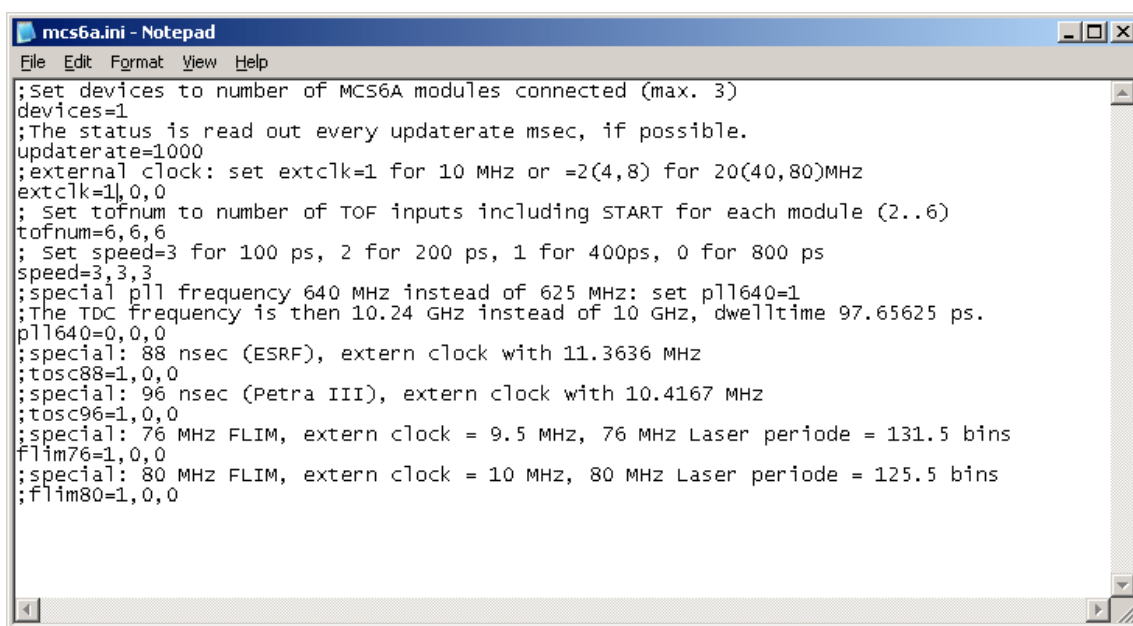 mcs6a.ini - Notepad
File Edit Format View Help
;Set devices to number of MCS6A modules connected (max. 3)
devices=1
;The status is read out every updaterate msec, if possible.
updaterate=1000
;external clock: set extclk=1 for 10 MHz or =2(4,8) for 20(40,80)MHz
extclk=1,0,0
; Set tofnum to number of TOF inputs including START for each module (2..6)
tofnum=6,6,6
; Set speed=3 for 100 ps, 2 for 200 ps, 1 for 400ps, 0 for 800 ps
speed=3,3,3
;special pll frequency 640 MHz instead of 625 MHz: set pll640=1
;The TDC frequency is then 10.24 GHz instead of 10 GHz, dwelltime 97.65625 ps.
pll640=0,0,0
;special: 88 nsec (ESRF), extern clock with 11.3636 MHz
;tosc88=1,0,0
;special: 96 nsec (Petra III), extern clock with 10.4167 MHz
;tosc96=1,0,0
;special: 76 MHz FLIM, extern clock = 9.5 MHz, 76 MHz Laser periode = 131.5 bins
flim76=1,0,0
;special: 80 MHz FLIM, extern clock = 10 MHz, 80 MHz Laser periode = 125.5 bins
;flim80=1,0,0